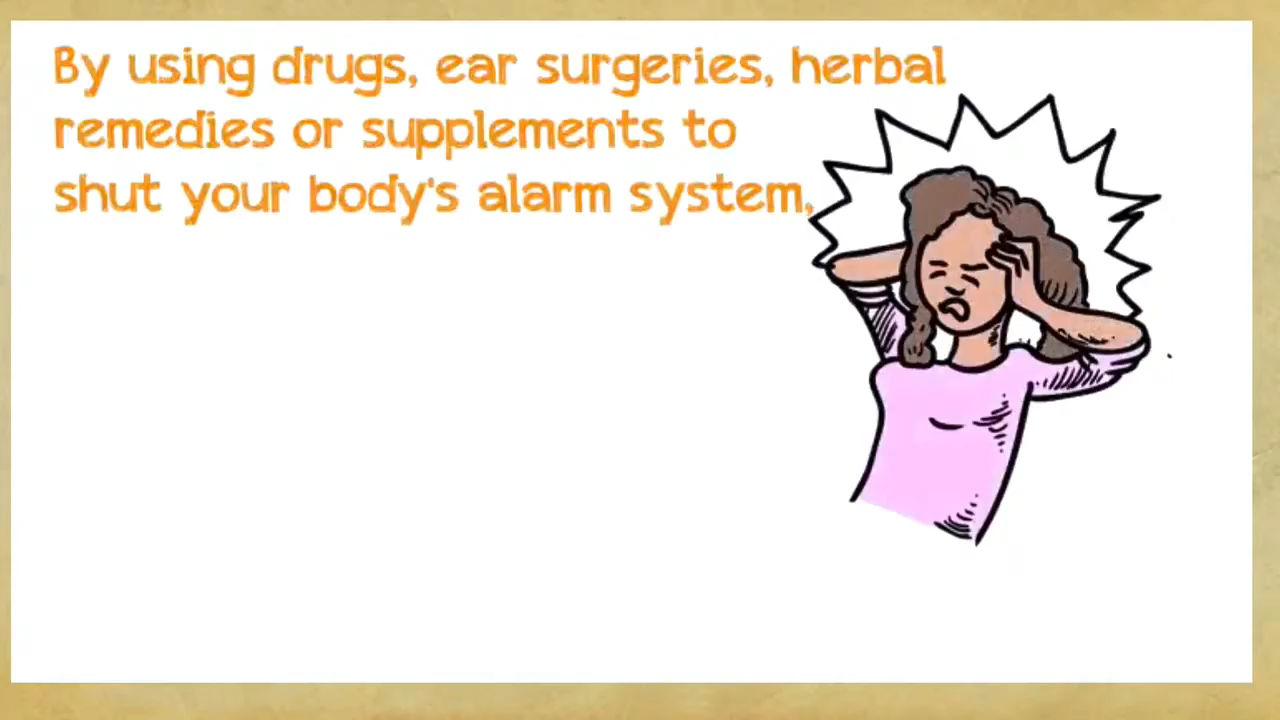 By using drugs, ear surgeries, herbal
remedies or supplements to
shut your body's alarm system,